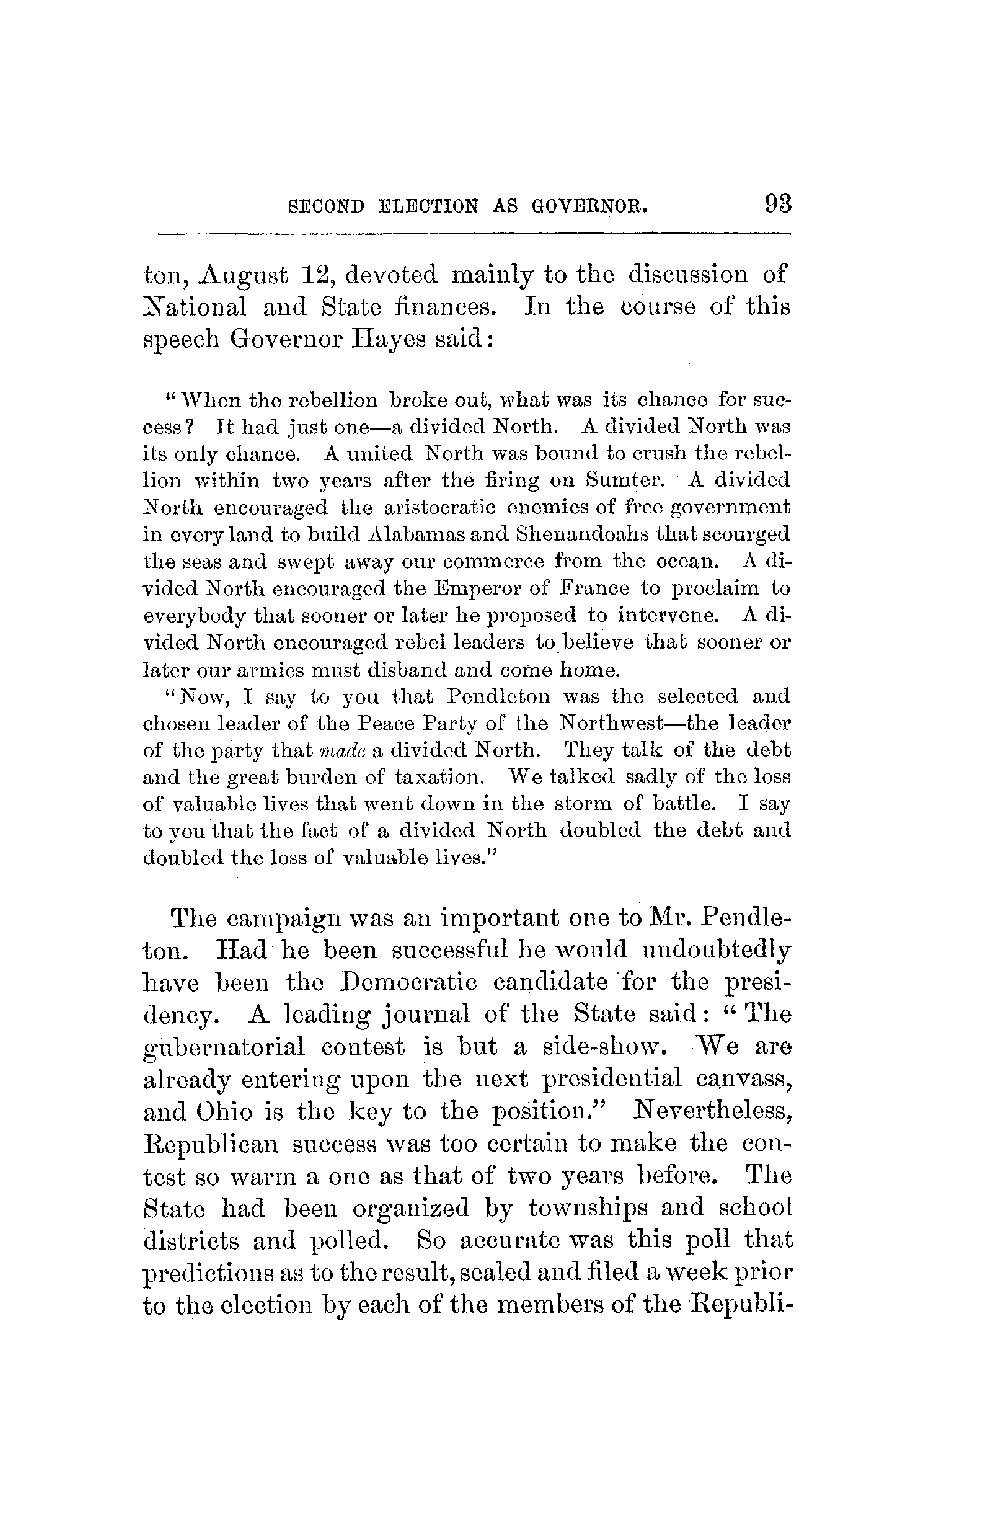 SECOND ELECTION AS GOVERNOR. 93
ton, August 12, devoted mainly to the discussion of
National and State finances. In the course of this
speech Governor Hayes said:
"When the rebellion broke out, what was its chance for suc-
cess? It had just one—a divided North. A divided North was
its only chance. A united North was bound to crush the rebel-
lion within two years after the firing on Sumter. A divided
North encouraged the aristocratic enemies of free government
in every land to build Alabamas and Shenandoahs that scourged
the seas and swept away our commerce from the ocean. A di-
vided North encouraged the Emperor of France to proclaim to
everybody that sooner or later he proposed to intervene. A di-
vided North encouraged rebel leaders to believe that sooner or
later our armies must disband and come home.
"Now, I say to you that Pendleton was the selected and
chosen leader of the Peace Party of the Northwest—the leader
of the party that made a divided North. They talk of the debt
and the great burden of taxation. We talked sadly of the loss
of valuable lives that went down in the storm of battle. I say
to you that the fact of a divided North doubled the debt and
doubled the loss of valuable lives."
The campaign was an important one to Mr. Pendle-
ton. Had he been successful he would undoubtedly
have been the Democratic candidate for the presi-
dency. A leading journal of the State said: "The
gubernatorial contest is but a side-show. We are
already entering upon the next presidential canvass,
and Ohio is the key to the position." Nevertheless,
Republican success was too certain to make the con-
test so warm a one as that of two years before. The
State had been organized by townships and school
districts and polled. So accurate was this poll that
predictions as to the result, sealed and filed a week prior
to the election by each of the members of the Republi-